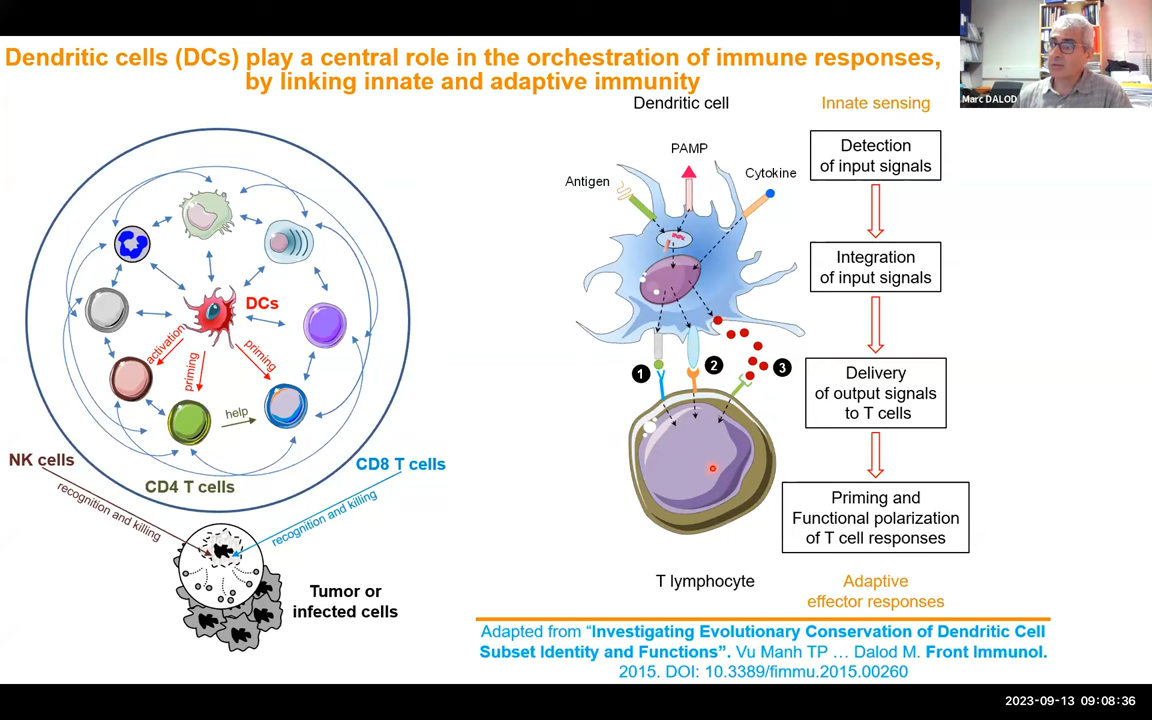 Dendritic cells (DCs) play a central role in the orchestration of immune responses,
by linking innate and adaptive immunity
Marc DALOD
DCs
activation
priming
priming
help
NK cells
CD4 T cells
CD8 T cells
recognition and killing
recognition and killing
Tumor or
infected cells
Dendritic cell
PAMP
Antigen
Cytokine
1
2
3
T lymphocyte
Innate sensing
Detection
of input signals
Integration
of input signals
Delivery
of output signals
to T cells
Priming and
Functional polarization
of T cell responses
Adaptive
effector responses
Adapted from “Investigating Evolutionary Conservation of Dendritic Cell
Subset Identity and Functions”. Vu Manh TP … Dalod M. Front Immunol.
2015. DOI: 10.3389/fimmu.2015.00260
2023-09-13 09:08:36